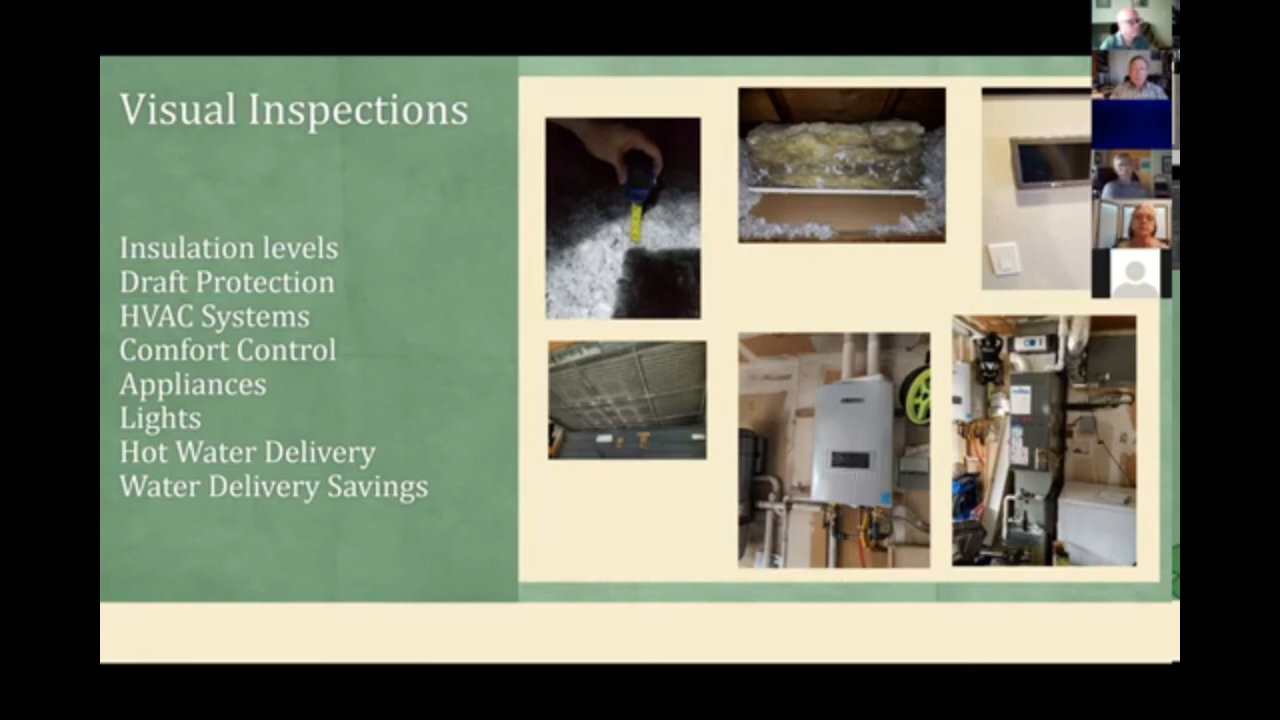 Visual Inspections
Insulation levels
Draft Protection
HVAC Systems
Comfort Control
Appliances
Lights
Hot Water Delivery
Water Delivery Savings